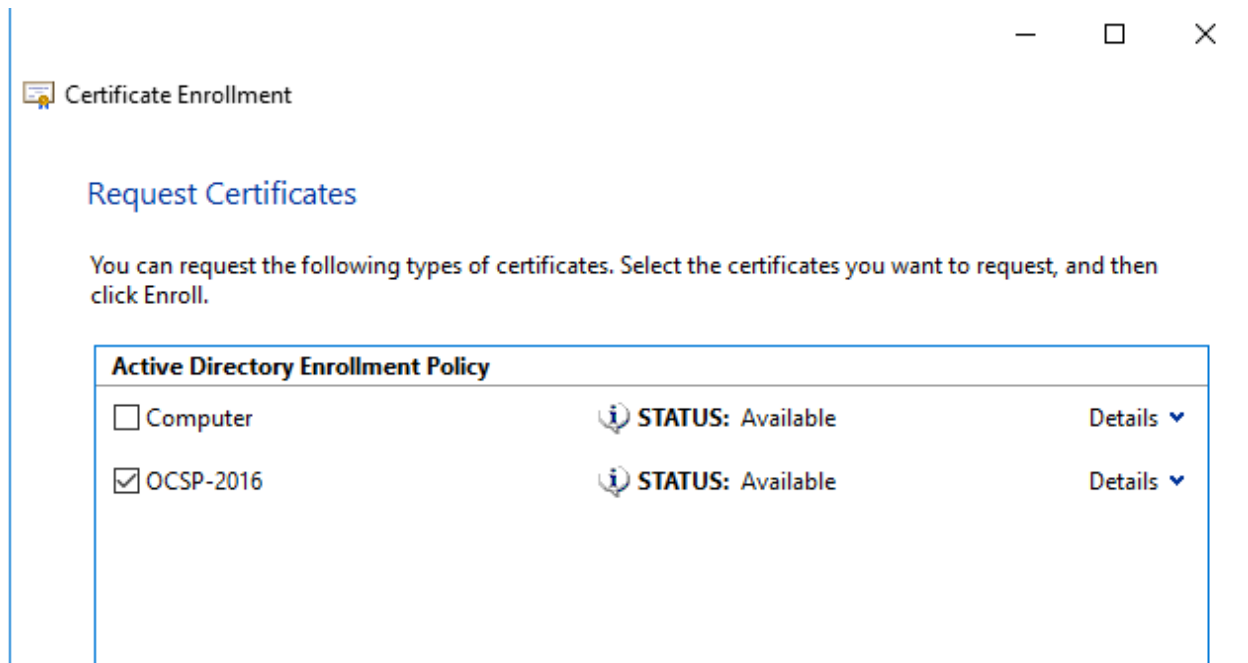 Certificate Enrollment
Request Certificates
You can request the following types of certificates. Select the certificates you want to request, and then
click Enroll.
Active Directory Enrollment Policy
Computer STATUS: Available Details
OCSP-2016 STATUS: Available Details